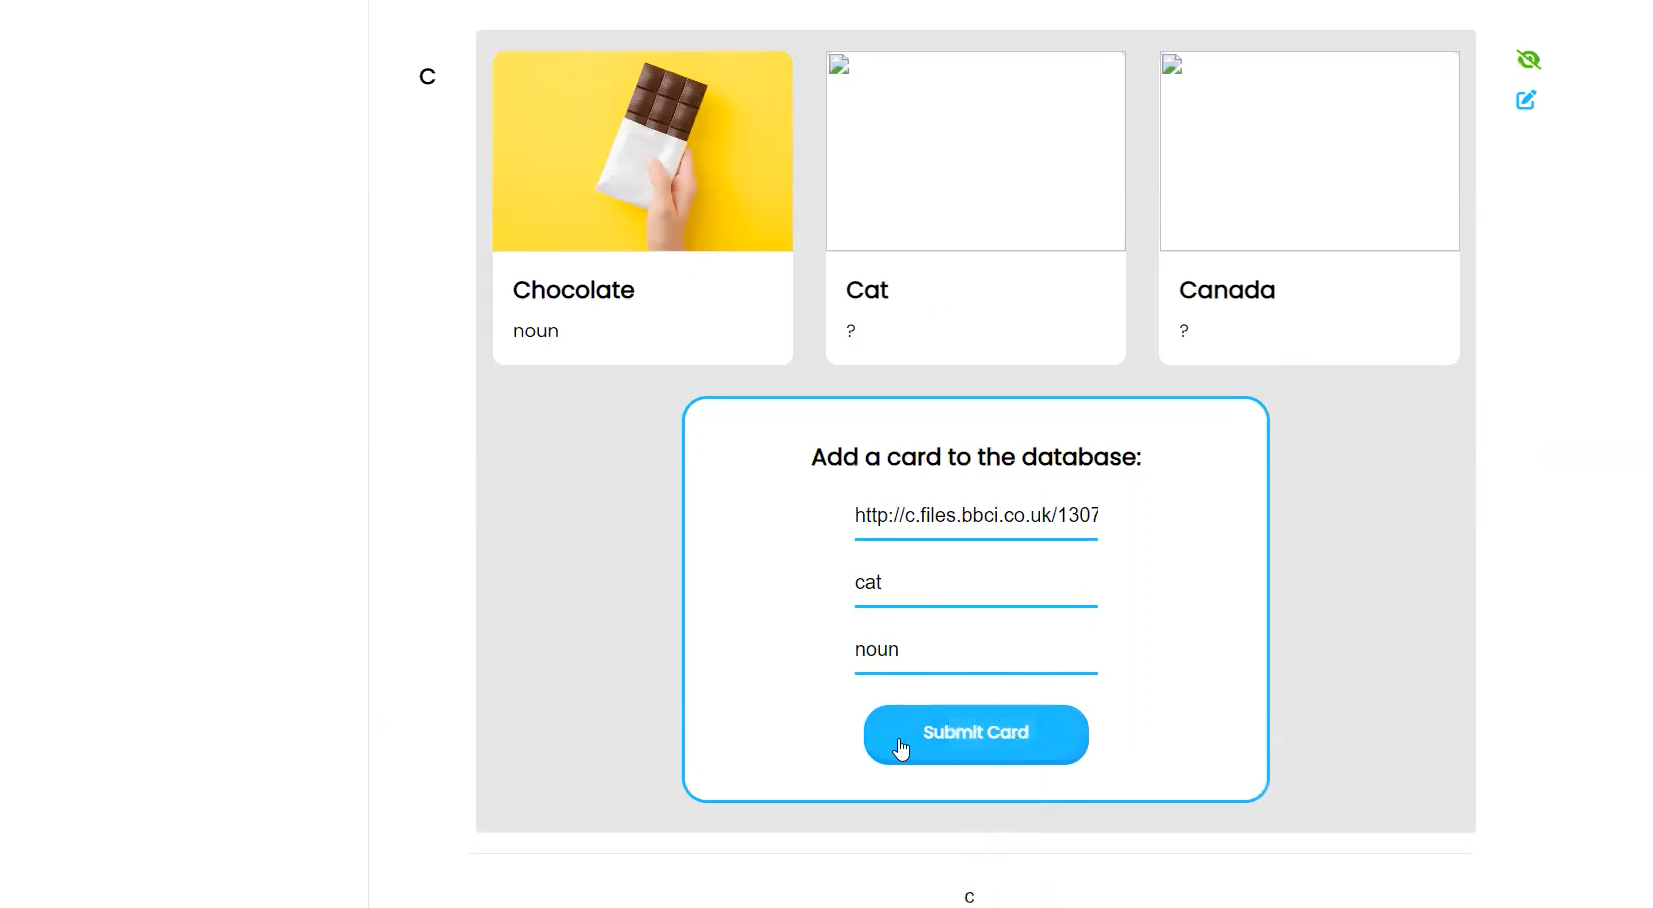 C
Chocolate
noun
Cat
?
Canada
?
Add a card to the database:
http://c.files.bbci.co.uk/1307
cat
noun
Submit Card
c